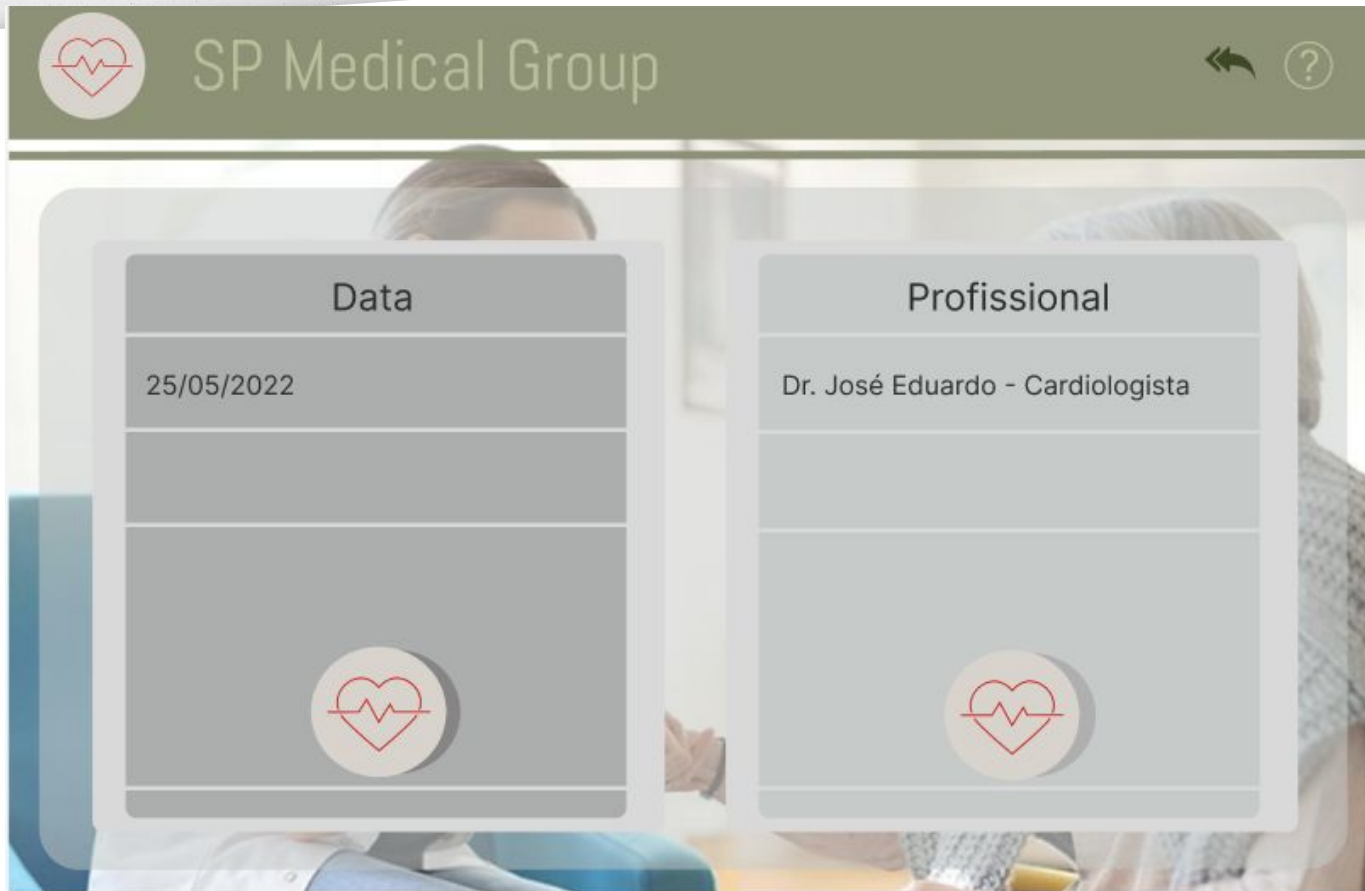 SP Medical Group
?
Data
25/05/2022
Profissional
Dr. José Eduardo - Cardiologista